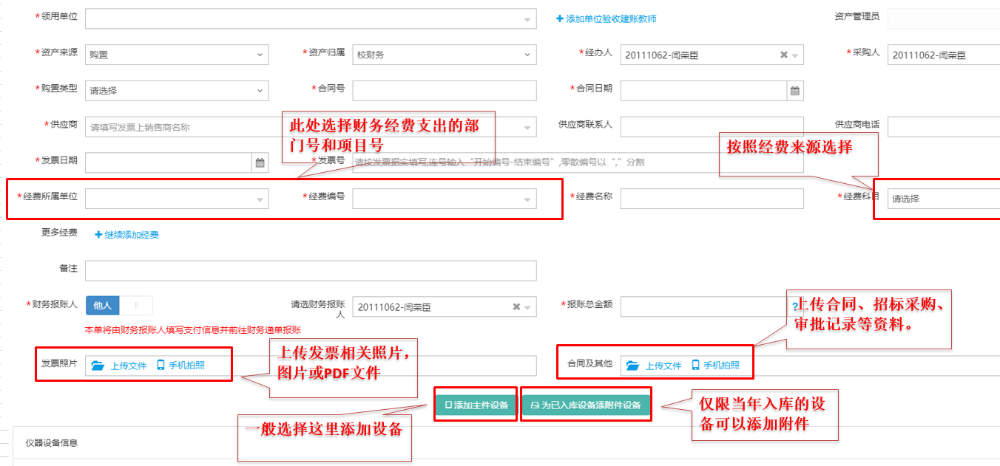 *领用单位
+添加单位验收建账教师
资产管理员
*资产来源 购置
*资产归属 校财务
*经办人 20111062-闫荣臣
*采购人 20111062-闫荣臣
*购置类型 请选择
*合同号
*合同日期
*供应商 请填写发票上销售商名称
供应商联系人
供应商电话
此处选择财务经费支出的部
门号和项目号
按照经费来源选择
*发票日期
*发票号 请按发票据实填写,连号输入“开始编号-结束编号”,零散编号以“,”分割
*经费所属单位
*经费编号
*经费名称
*经费科目 请选择
更多经费 +继续添加经费
备注
*财务报账人 他人
请选财务报账
人
20111062-闫荣臣
*报账总金额
?
本单将由财务报账人填写支付信息并前往财务递单报账
上传合同、招标采购、
审批记录等资料。
发票照片 上传文件 手机拍照
上传发票相关照片，
图片或PDF文件
合同及其他 上传文件 手机拍照
添加主件设备
为已入库设备添附件设备
一般选择这里添加设备
仅限当年入库的设
备可以添加附件
仪器设备信息